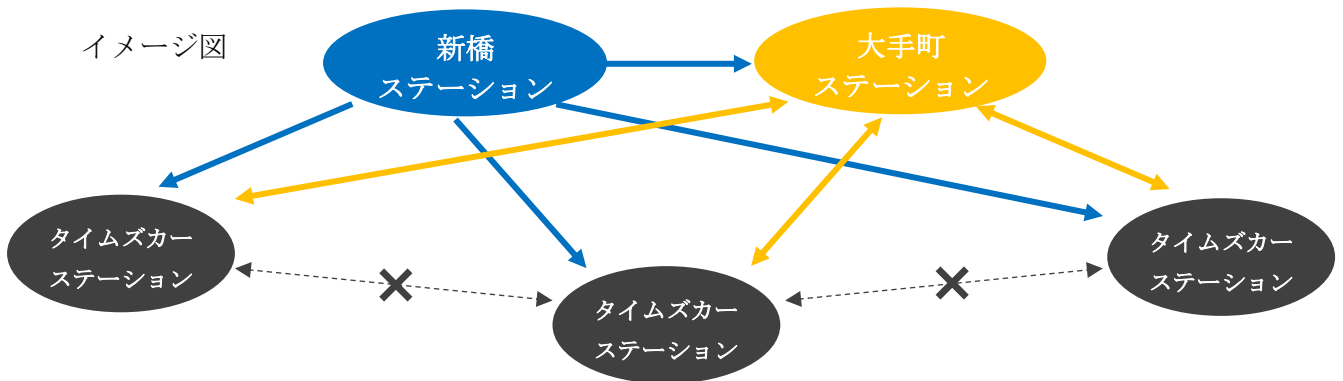 イメージ図
新橋
ステーション
大手町
ステーション
タイムズカー
ステーション
タイムズカー
ステーション
タイムズカー
ステーション